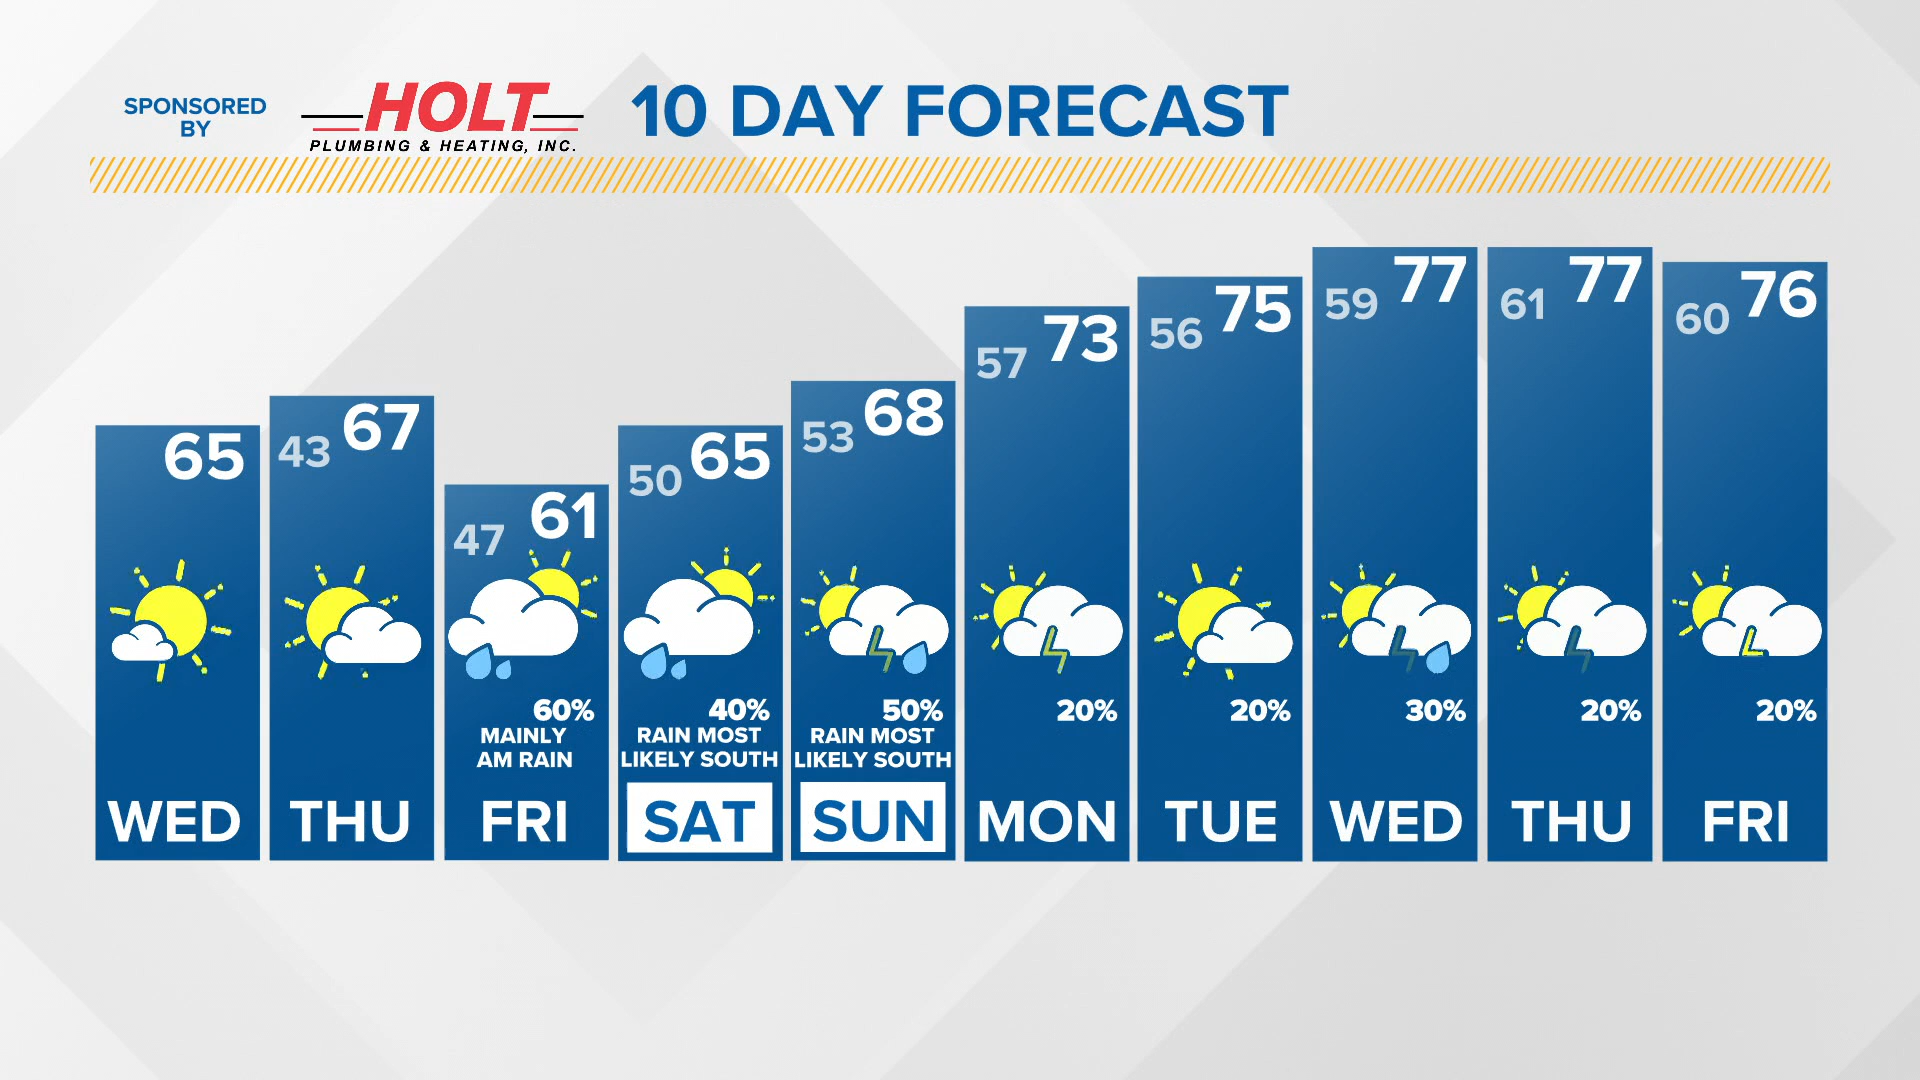 SPONSORED
BY
HOLT
PLUMBING & HEATING, INC.
10 DAY FORECAST
65
WED
43 67
THU
47 61
60%
MAINLY
AM RAIN
FRI
50 65
40%
RAIN MOST
LIKELY SOUTH
SAT
53 68
50%
RAIN MOST
LIKELY SOUTH
SUN
57 73
20%
MON
56 75
20%
TUE
59 77
30%
WED
61 77
20%
THU
60 76
20%
FRI